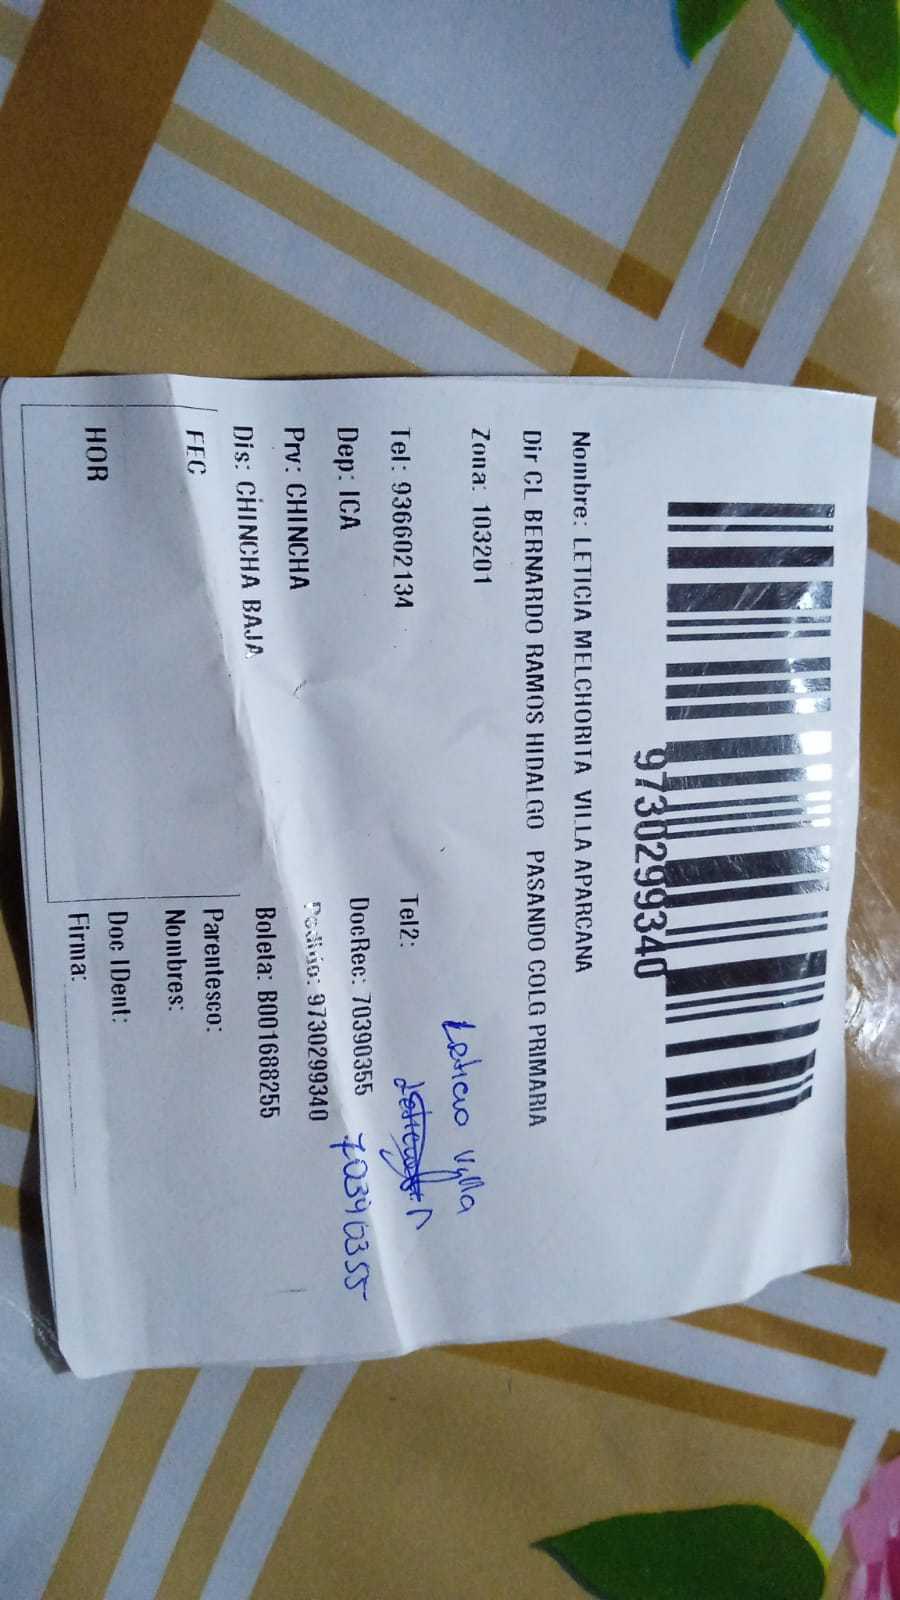 9730299340
Nombre: LETICIA MELCHORITA VILLA APARCANA
Dir CL BERNARDO RAMOS HIDALGO PASANDO COLG PRIMARIA
Zona: 103201
Leticia Villa
Tel: 936602134 Tel2:
Dep: ICA DocRec: 70390355 70390355
Prv: CHINCHA Pedido: 9730299340
Dis: CHINCHA BAJA Boleta: B001688255
FEC Parentesco:
Nombres:
HOR Doc IDent:
Firma: